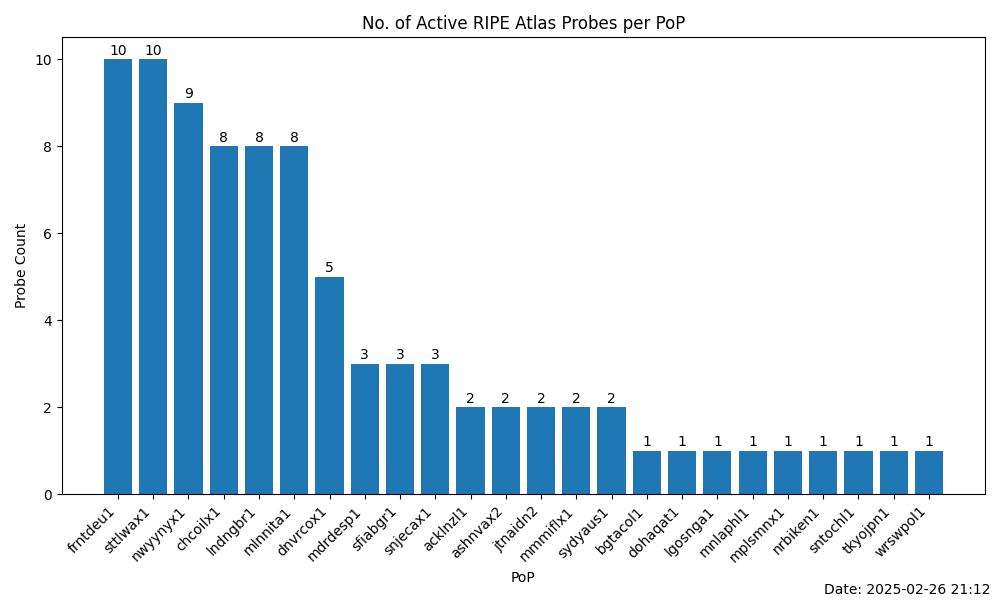 No. of Active RIPE Atlas Probes per PoP
10 10 9 8 8 8 5 3 3 3 2 2 2 2 2 1 1 1 1 1 1 1 1 1
Probe Count
10
8
6
4
2
0
frntdeu1
sttlwax1
nwyynyx1
chcoilx1
lndngbr1
mlnnita1
dnvrcox1
mdrdesp1
sfiabgr1
snjecax1
acklnzl1
ashnvax2
jtnaidn2
mmmiflx1
sydyaus1
bgtacol1
dohaqat1
lgosnga1
mnlaphl1
mplsmnx1
nrbiken1
sntochl1
tkyojpn1
wrswpol1
PoP
Date: 2025-02-26 21:12